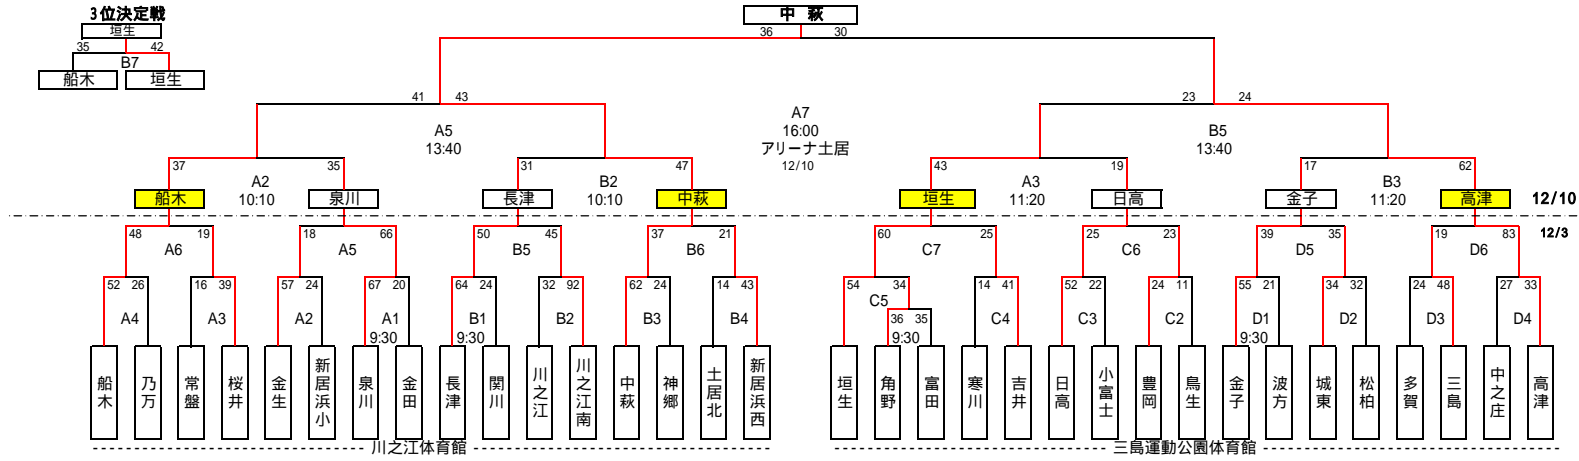 3位決定戦
垣生
35 42
B7
船木 垣生
中 萩
36 30
41 43
23 24
A7
16:00
アリーナ土居
12/10
A5
13:40
B5
13:40
37 35
31 47
43 19
17 62
A2
10:10
B2
10:10
A3
11:20
B3
11:20
船木 泉川 長津 中萩 垣生 日高 金子 高津
12/10
12/3
48 19 18 66 50 45 37 21 60 25 25 23 39 35 19 83
A6 A5 B5 B6 C7 C6 D5 D6
52 26 16 39 57 24 67 20 64 24 32 92 62 24 14 43 54 34 14 41 52 22 24 11 55 21 34 32 24 48 27 33
C5
36 35
A4 A3 A2 A1 B1 B2 B3 B4 C4 C3 C2 D1 D2 D3 D4
9:30 9:30 9:30 9:30
船木
乃万
常盤
桜井
金生
新居浜小
泉川
金田
長津
関川
川之江
川之江南
中萩
神郷
土居北
新居浜西
垣生
角野
富田
寒川
吉井
日高
小富士
豊岡
鳥生
金子
波方
城東
松柏
多賀
三島
中之庄
高津
川之江体育館
三島運動公園体育館